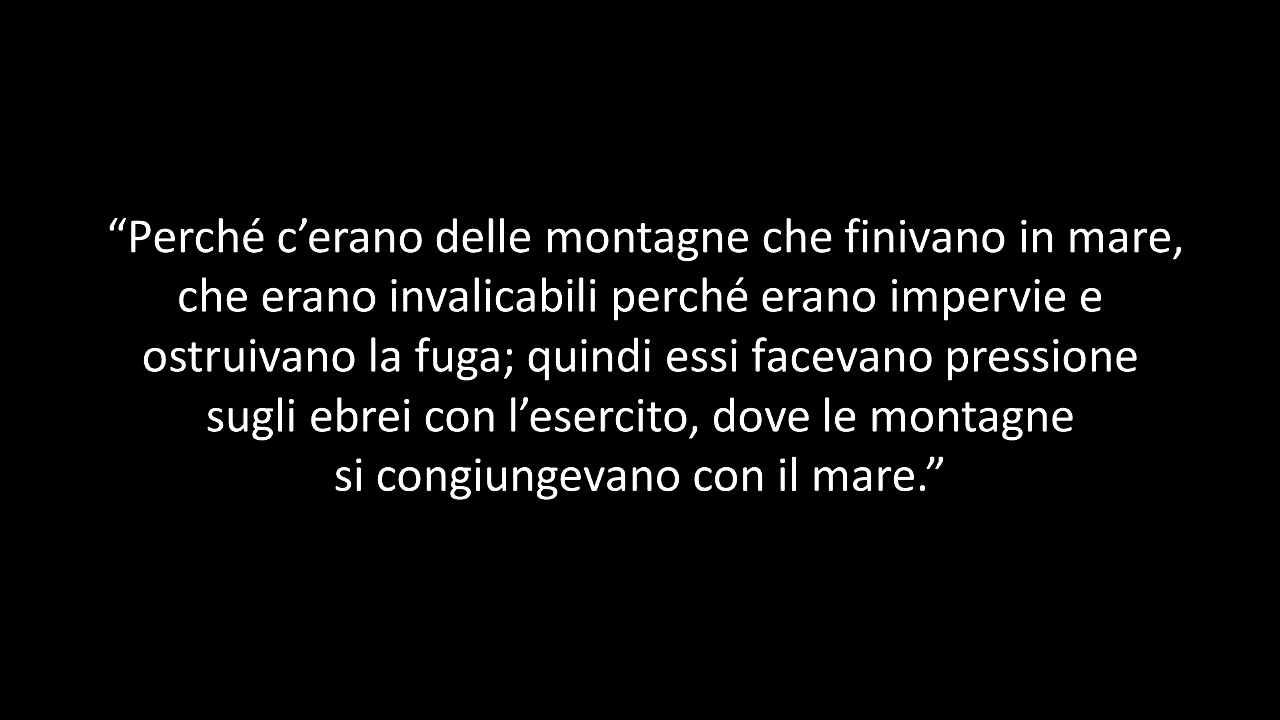 “Perché c’erano delle montagne che finivano in mare,
che erano invalicabili perché erano impervie e
ostruivano la fuga; quindi essi facevano pressione
sugli ebrei con l’esercito, dove le montagne
si congiungevano con il mare.”